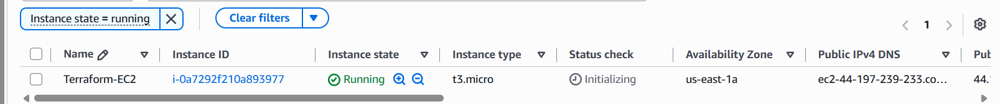 Instance state = running
Clear filters
1
Name Instance ID Instance state Instance type Status check Availability Zone Public IPv4 DNS Pub
Terraform-EC2 i-0a7292f210a893977 Running t3.micro Initializing us-east-1a ec2-44-197-239-233.co... 44.